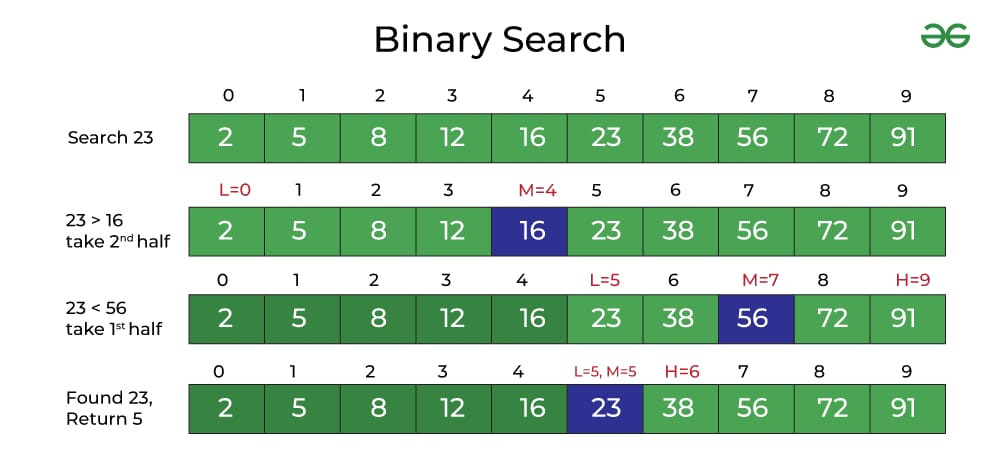 Binary Search
0 1 2 3 4 5 6 7 8 9
Search 23 2 5 8 12 16 23 38 56 72 91
L=0 1 2 3 M=4 5 6 7 8 9
23 > 16
take 2nd half
2 5 8 12 16 23 38 56 72 91
0 1 2 3 4 L=5 6 M=7 8 H=9
23 < 56
take 1st half
2 5 8 12 16 23 38 56 72 91
0 1 2 3 4 L=5, M=5 H=6 7 8 9
Found 23,
Return 5
2 5 8 12 16 23 38 56 72 91